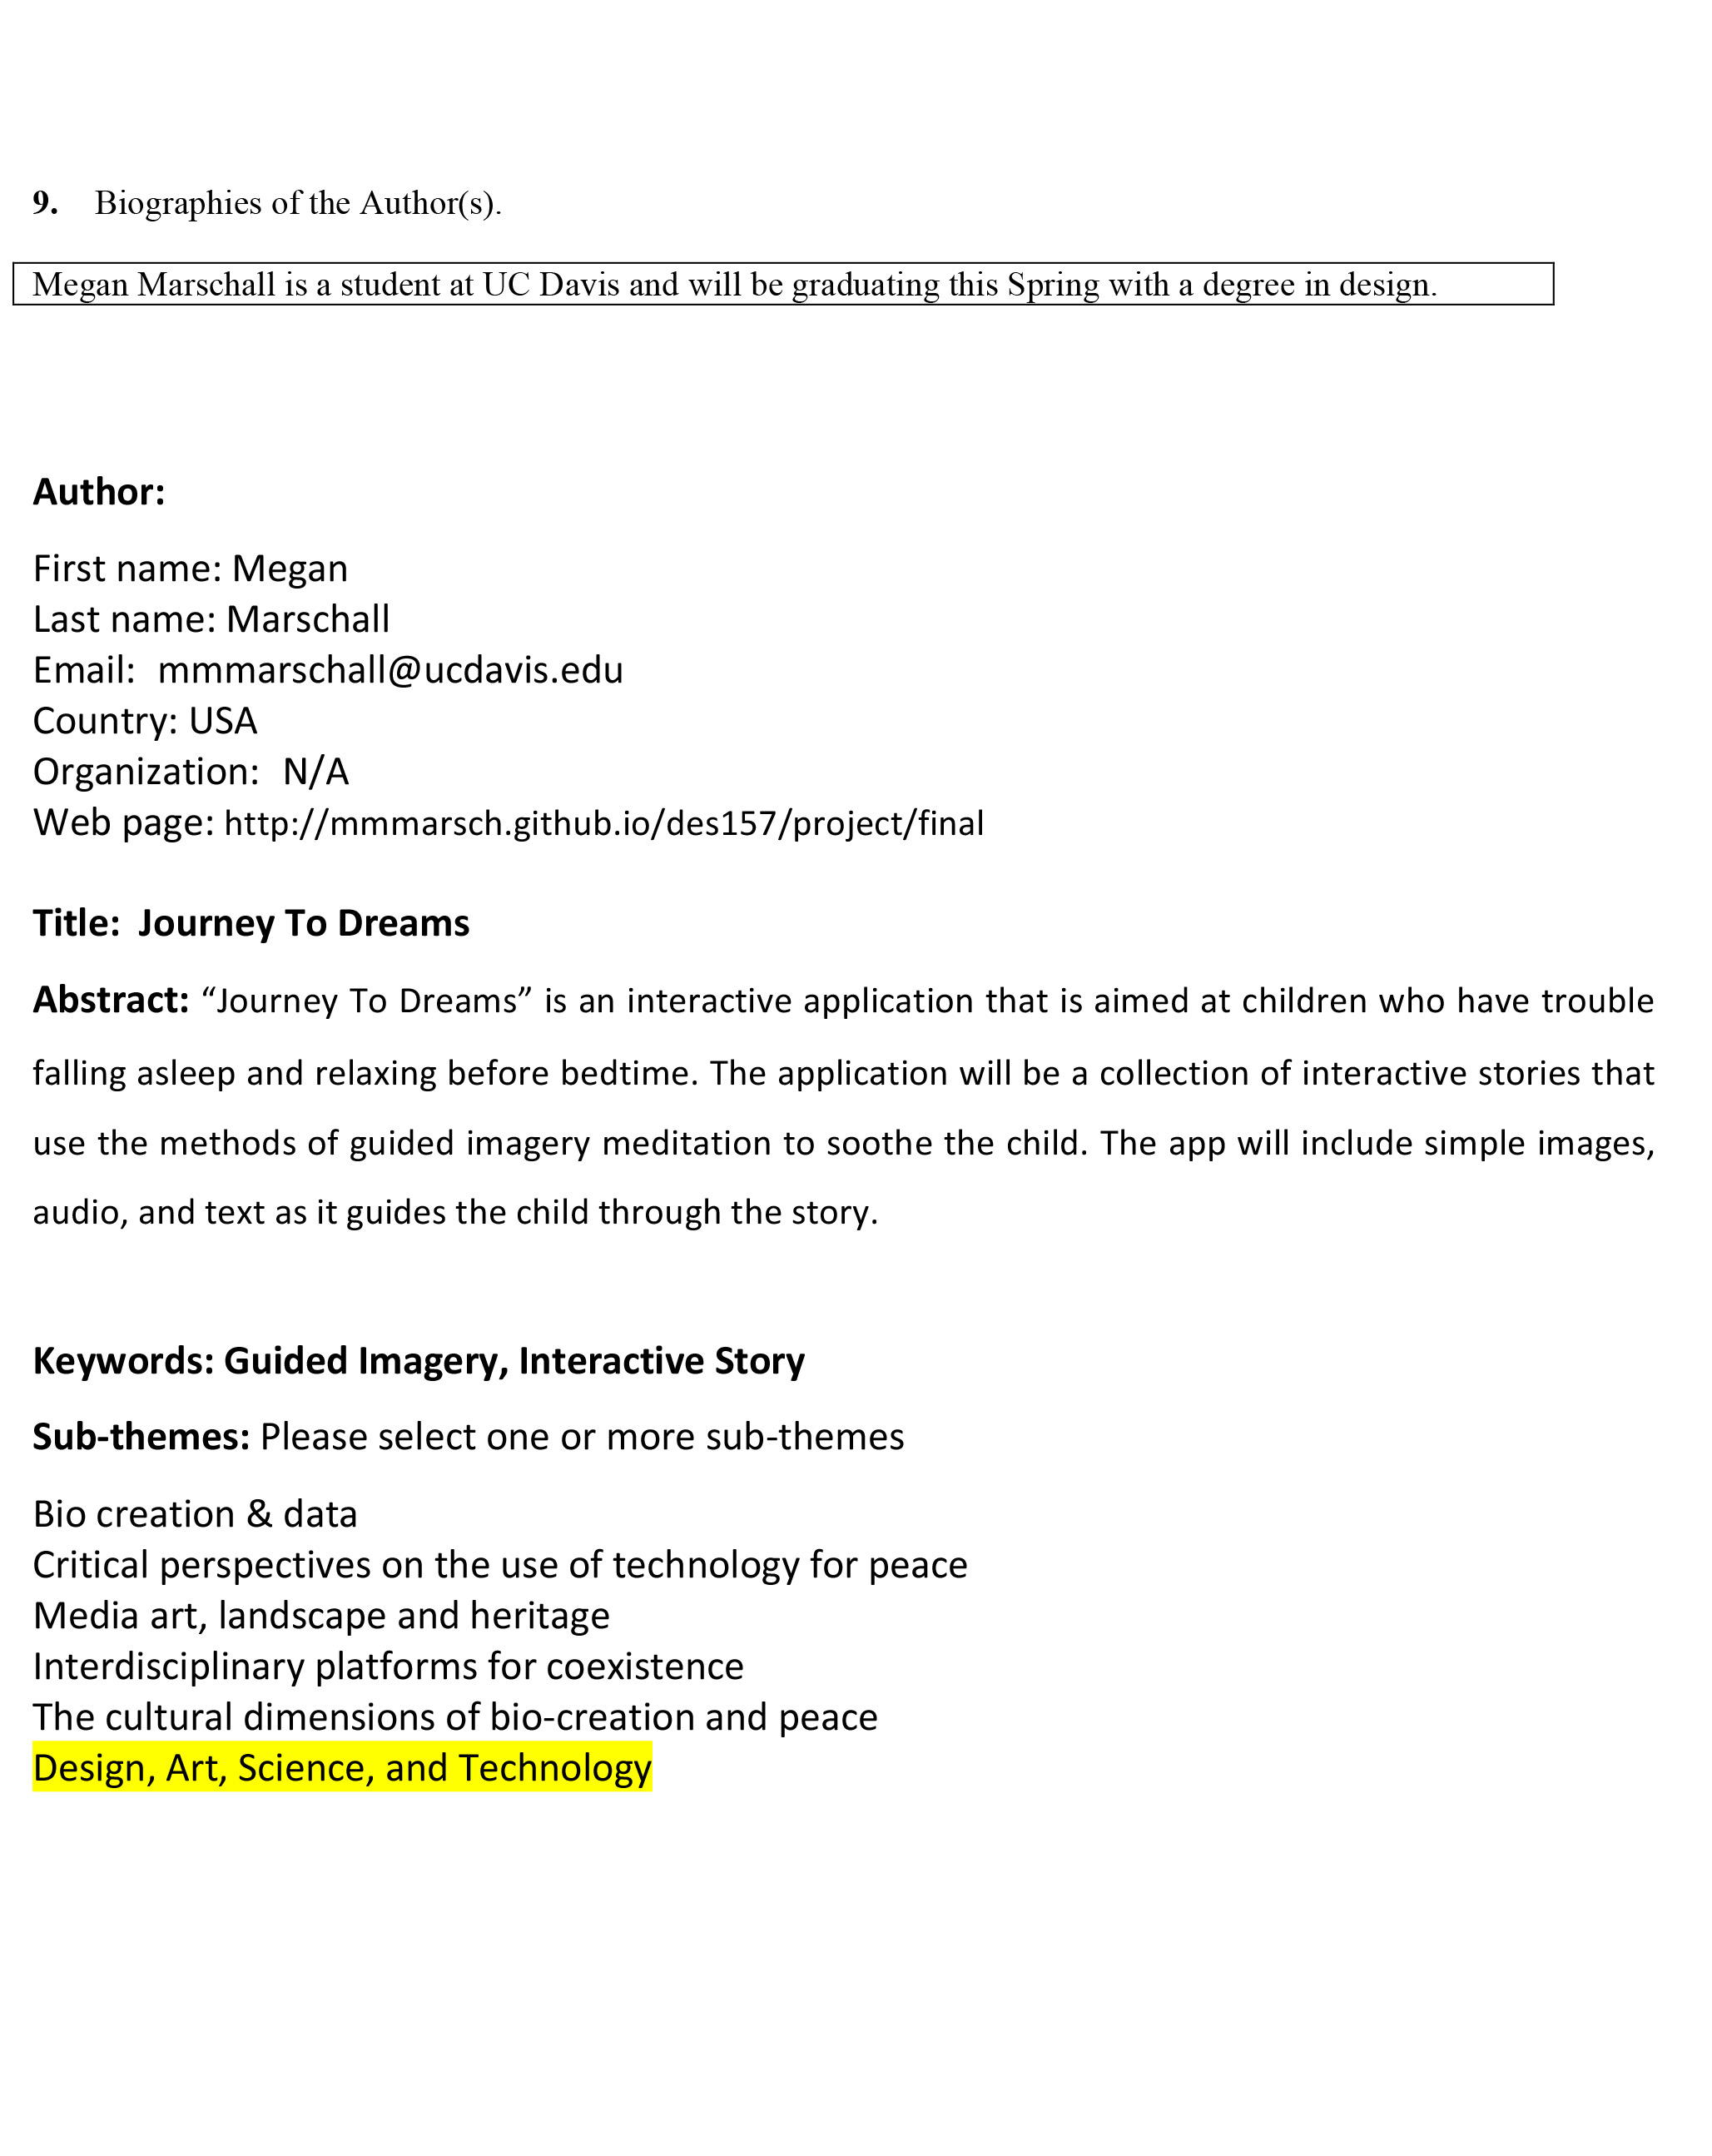 9. Biographies of the Author(s).
Megan Marschall is a student at UC Davis and will be graduating this Spring with a degree in design.
Author:
First name: Megan
Last name: Marschall
Email: mmmarschall@ucdavis.edu
Country: USA
Organization: N/A
Web page: http://mmmarsch.github.io/des157/project/final
Title: Journey To Dreams
Abstract: “Journey To Dreams” is an interactive application that is aimed at children who have trouble
falling asleep and relaxing before bedtime. The application will be a collection of interactive stories that
use the methods of guided imagery meditation to soothe the child. The app will include simple images,
audio, and text as it guides the child through the story.
Keywords: Guided Imagery, Interactive Story
Sub-themes: Please select one or more sub-themes
Bio creation & data
Critical perspectives on the use of technology for peace
Media art, landscape and heritage
Interdisciplinary platforms for coexistence
The cultural dimensions of bio-creation and peace
Design, Art, Science, and Technology